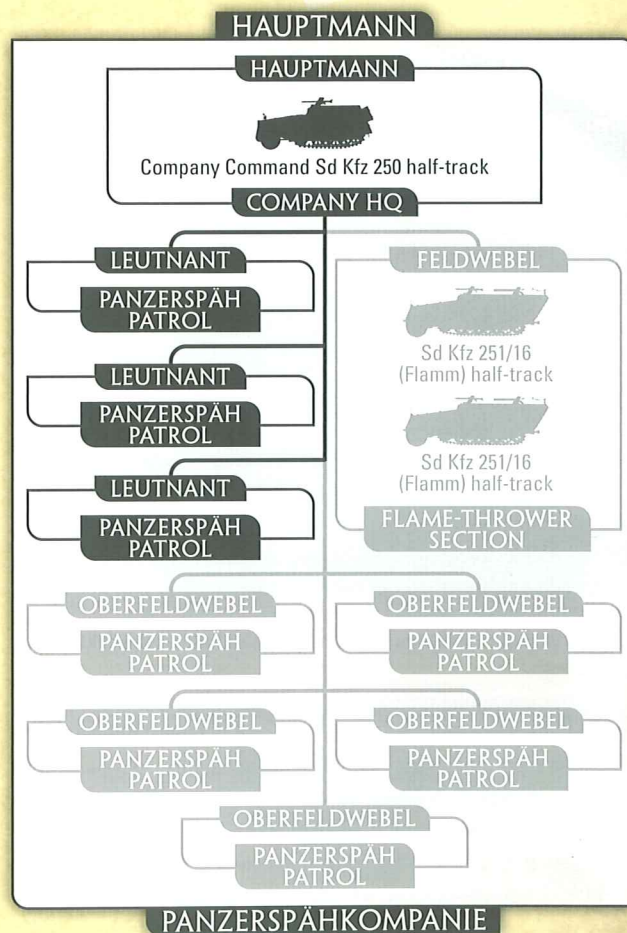 HAUPTMANN
HAUPTMANN
Company Command Sd Kfz 250 half-track
COMPANY HQ
LEUTNANT
PANZERSPÄH
PATROL
LEUTNANT
PANZERSPÄH
PATROL
LEUTNANT
PANZERSPÄH
PATROL
FELDWEBEL
Sd Kfz 251/16
(Flamm) half-track
Sd Kfz 251/16
(Flamm) half-track
FLAME-THROWER
SECTION
OBERFELDWEBEL
PANZERSPÄH
PATROL
OBERFELDWEBEL
PANZERSPÄH
PATROL
OBERFELDWEBEL
PANZERSPÄH
PATROL
OBERFELDWEBEL
PANZERSPÄH
PATROL
OBERFELDWEBEL
PANZERSPÄH
PATROL
PANZERSPÄHKOMPANIE